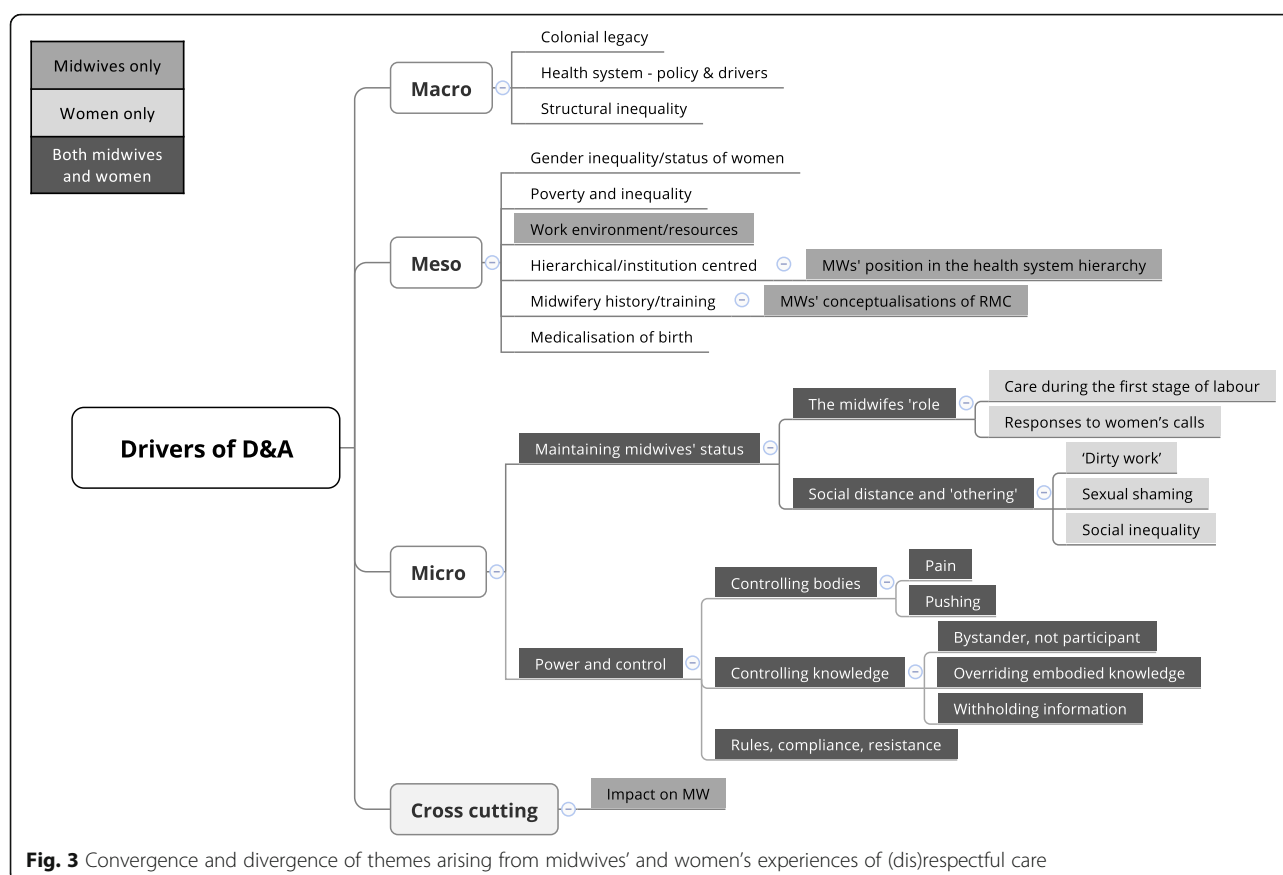 Midwives only
Women only
Both midwives
and women
Drivers of D&A
Macro
Colonial legacy
Health system - policy & drivers
Structural inequality
Meso
Gender inequality/status of women
Poverty and inequality
Work environment/resources
Hierarchical/institution centred
MWs' position in the health system hierarchy
Midwifery history/training
MWs' conceptualisations of RMC
Medicalisation of birth
Micro
Maintaining midwives' status
The midwifes 'role
Care during the first stage of labour
Responses to women’s calls
Social distance and 'othering'
‘Dirty work’
Sexual shaming
Social inequality
Power and control
Controlling bodies
Pain
Pushing
Controlling knowledge
Bystander, not participant
Overriding embodied knowledge
Withholding information
Rules, compliance, resistance
Cross cutting
Impact on MW
Fig. 3 Convergence and divergence of themes arising from midwives’ and women’s experiences of (dis)respectful care